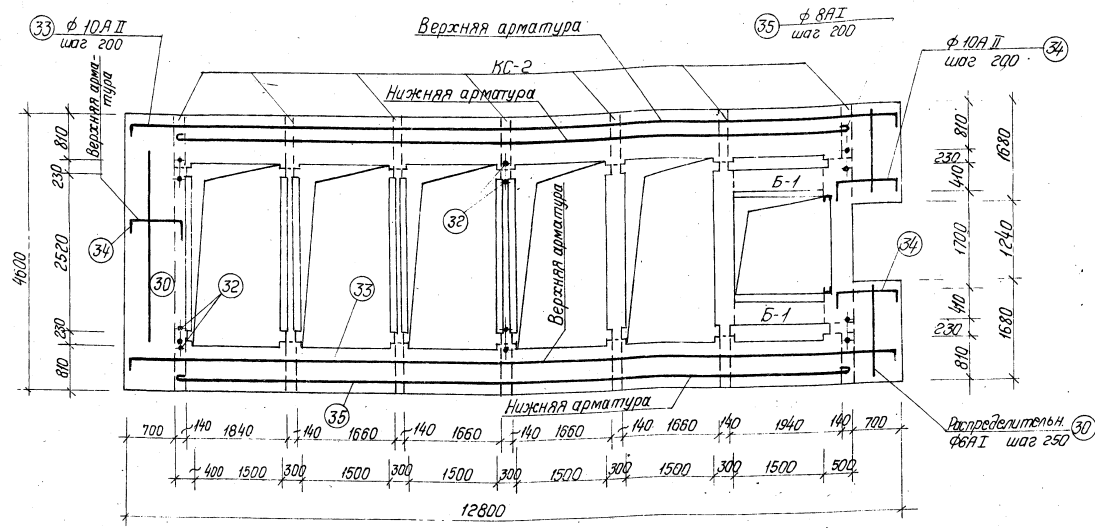 33 ϕ 10А II
шаг 200
Верхняя арматура
35 ϕ 8АI
шаг 200
ϕ 10А II 34
шаг 200
КС-2
Нижняя арматура
Верхняя арма-
тура
810
230
2520
230
810
4600
34
30
32
32
33
35
Верхняя арматура
Б-1
Б-1
34
810
230
410
1700
410
230
810
1680
1240
1680
Нижняя арматура
Распределительн. 30
ϕ6А I шаг 250
700 140 1840 140 1660 140 1660 140 1660 140 1660 140 1940 140 700
400 1500 300 1500 300 1500 300 1500 300 1500 300 1500 500
12800